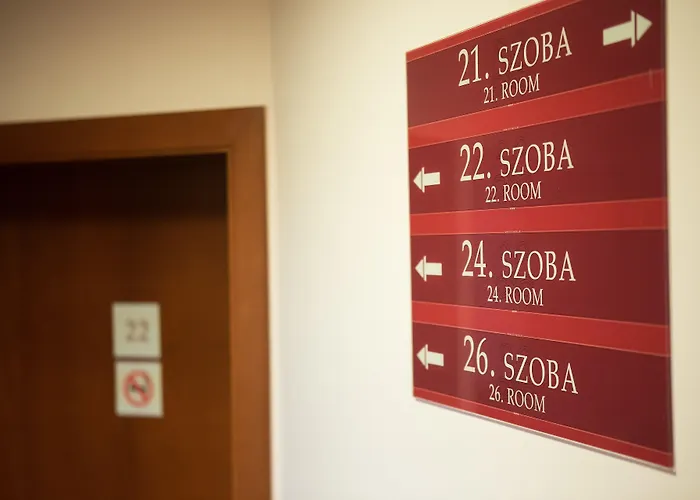 21. SZOBA
21. ROOM
22. SZOBA
22. ROOM
24. SZOBA
24. ROOM
26. SZOBA
26. ROOM
22